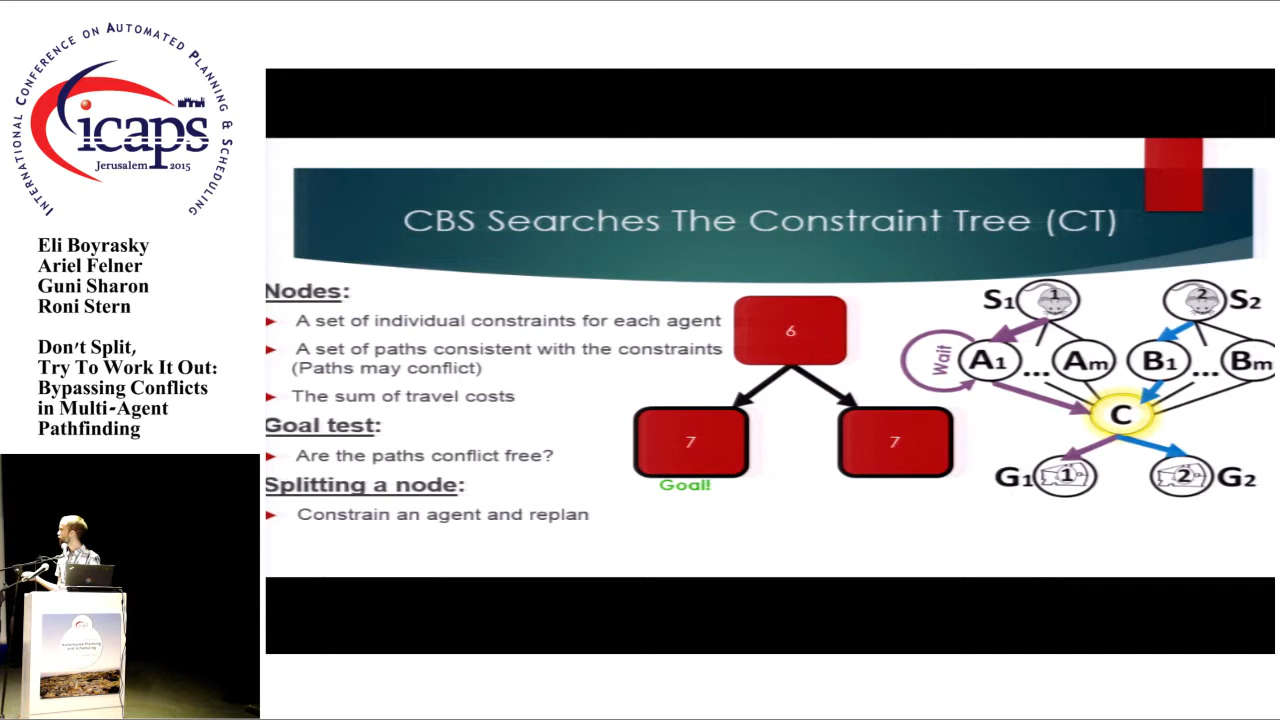 INTERNATIONAL CONFERENCE ON AUTOMATED PLANNING & SCHEDULING
icaps
Jerusalem 2015
Eli Boyrasky
Ariel Felner
Guni Sharon
Roni Stern
Don't Split,
Try To Work It Out:
Bypassing Conflicts
in Multi-Agent
Pathfinding
CBS Searches The Constraint Tree (CT)
Nodes:
A set of individual constraints for each agent
A set of paths consistent with the constraints
(Paths may conflict)
The sum of travel costs
Goal test:
Are the paths conflict free?
Splitting a node:
Constrain an agent and replan
6
7
7
Goal!
S1 1 2 S2
Wait A1 ... Am B1 ... Bm
C
G1 1 2 G2